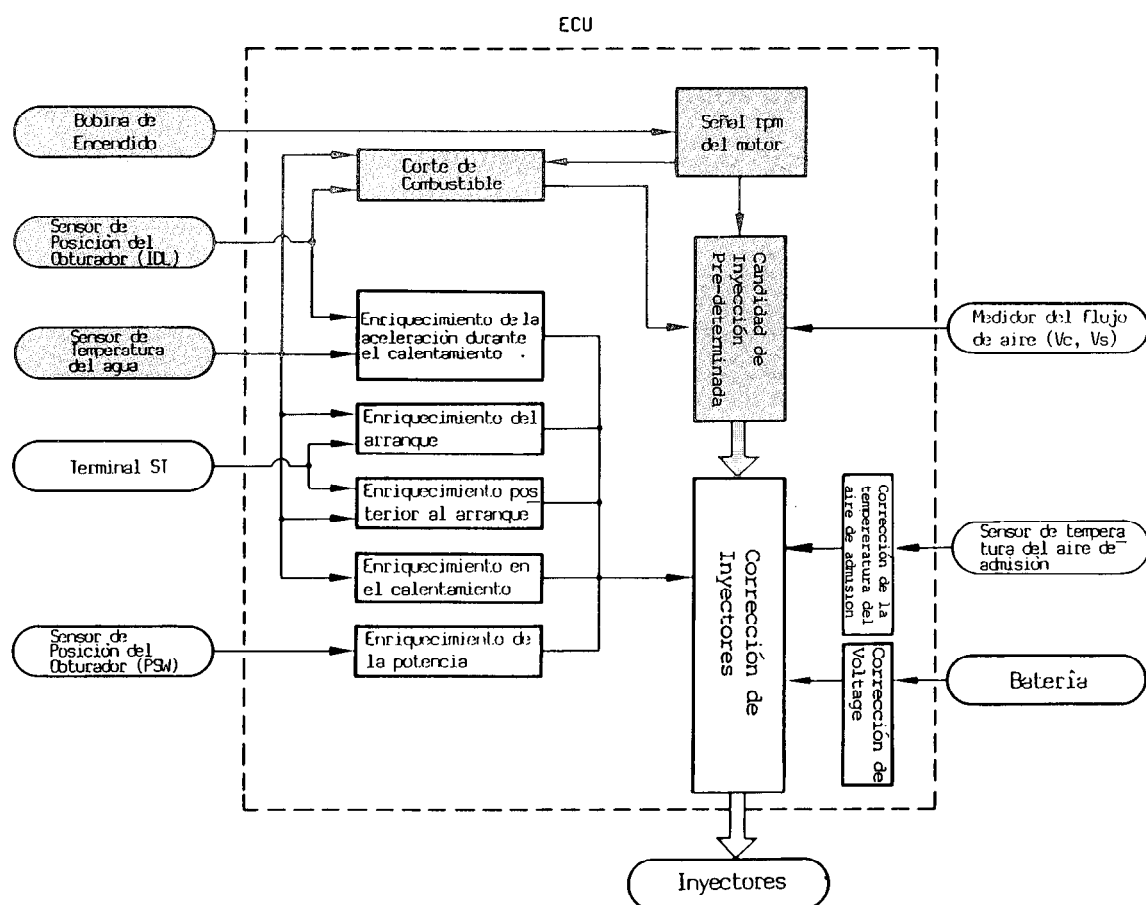 ECU
Bobina de
Encendido
Señal rpm
del motor
Corte de
Combustible
Sensor de
Posición del
Obturador (IDL)
Candidad de
Inyección
Pre-determinada
Medidor del flujo
de aire (Vc, Vs)
Enriquecimiento de la
aceleración durante
el calentamiento
Sensor de
Temperatura
del agua
Enriquecimiento del
arranque
Terminal ST
Enriquecimiento pos
terior al arranque
Corrección de
Inyectores
Corrección de la
tempereratura del
aire de admision
Sensor de tempera
tura del aire de
admisión
Enriquecimiento en
el calentamiento
Sensor de
Posición del
Obturador (PSW)
Enriquecimiento de
la potencia
Corrección de
Voltage
Batería
Inyectores